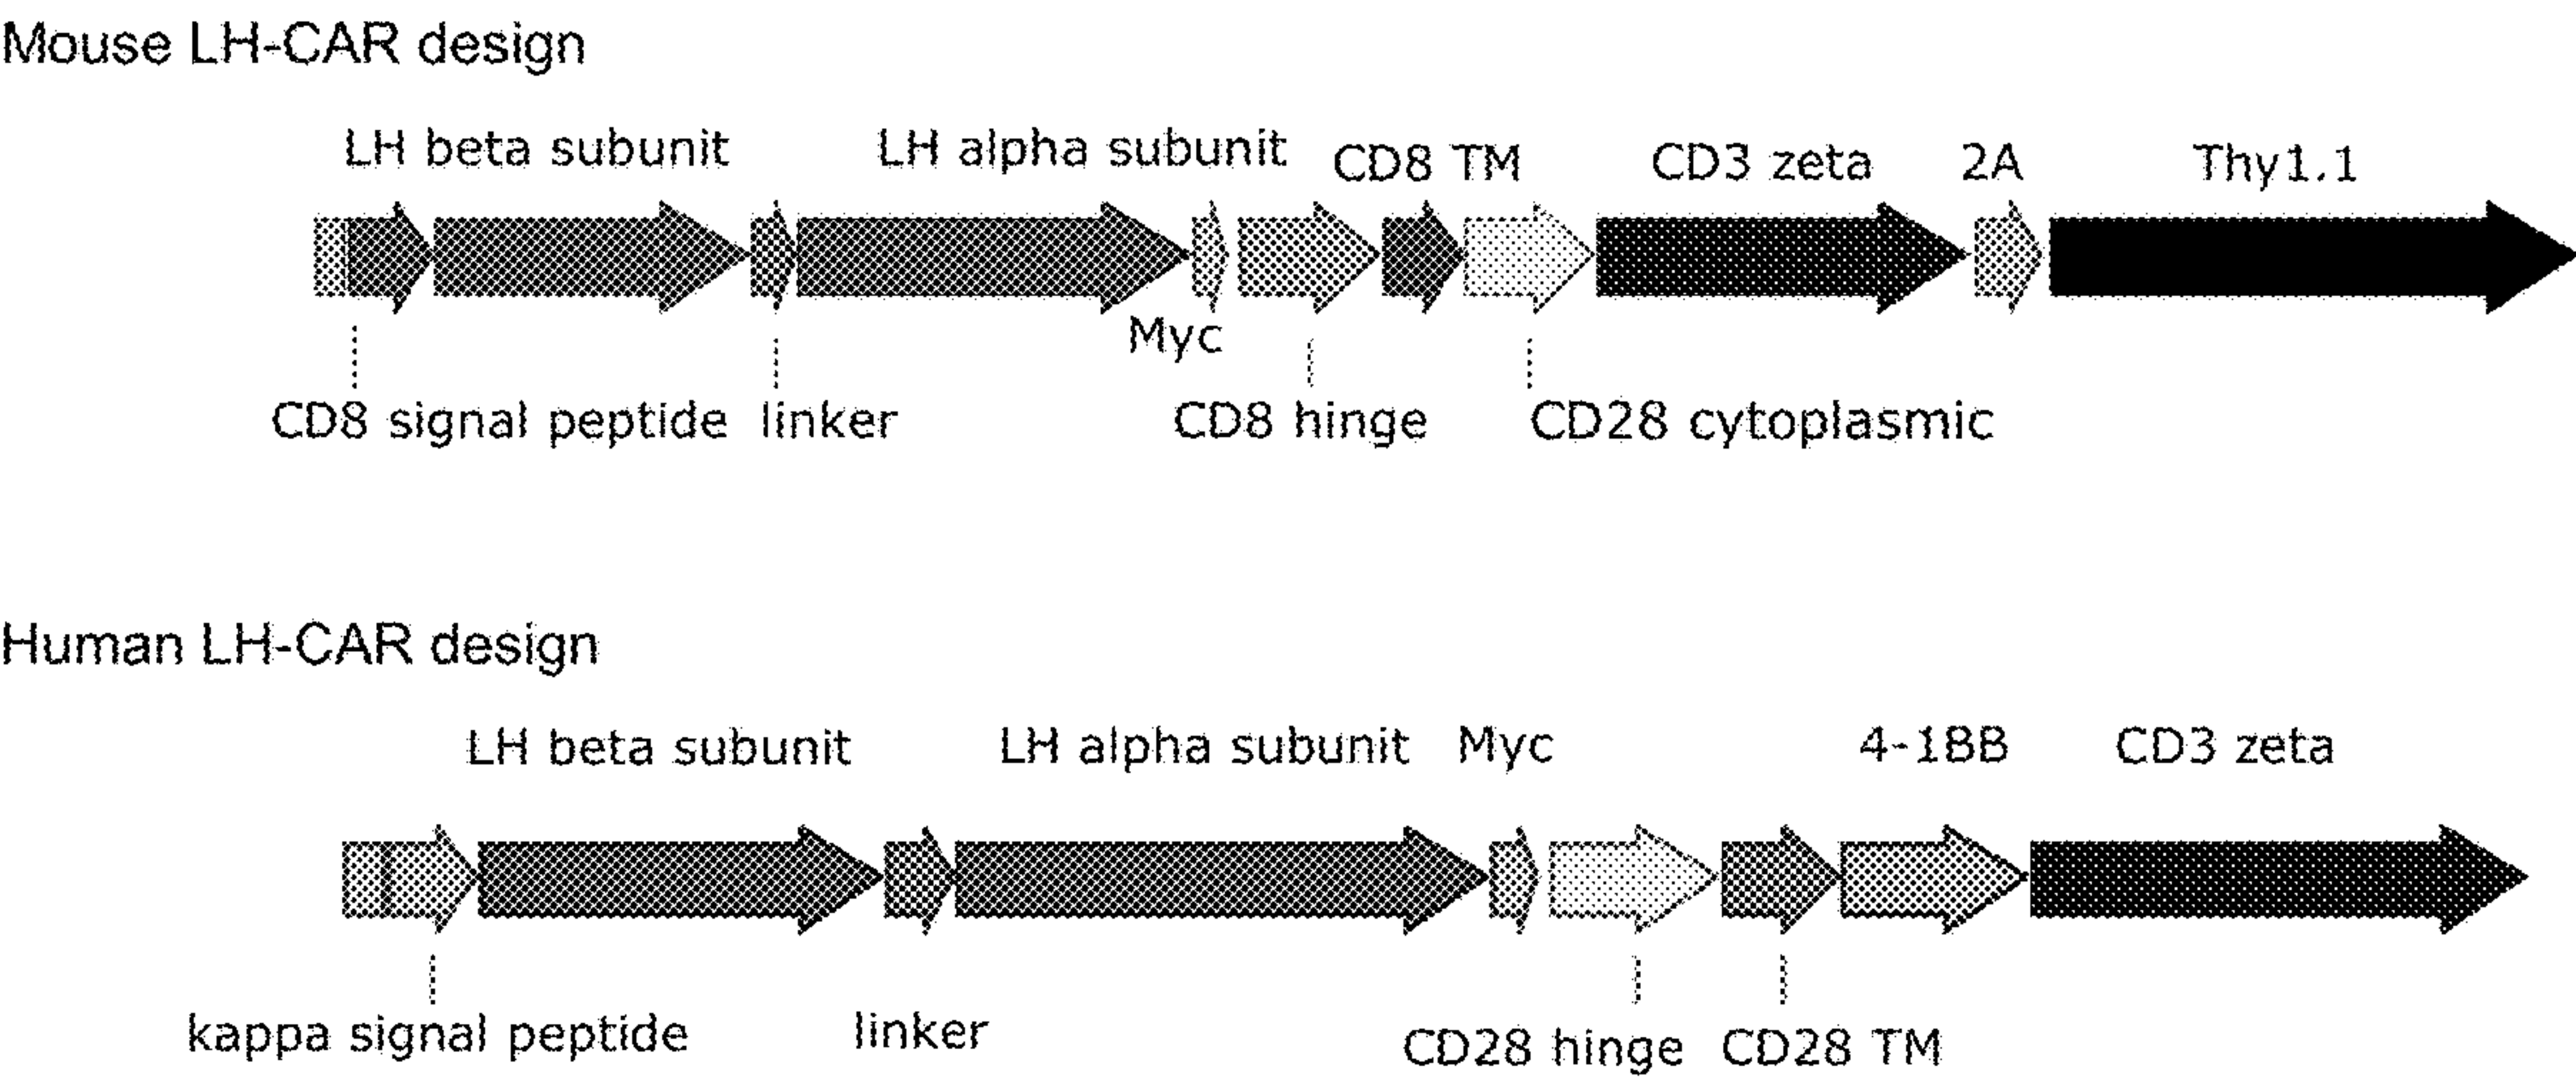 Mouse LH-CAR design
LH beta subunit LH alpha subunit CD8 TM CD3 zeta 2A Thy1.1
Myc
CD8 signal peptide linker CD8 hinge CD28 cytoplasmic
Human LH-CAR design
LH beta subunit LH alpha subunit Myc 4-1BB CD3 zeta
kappa signal peptide linker CD28 hinge CD28 TM